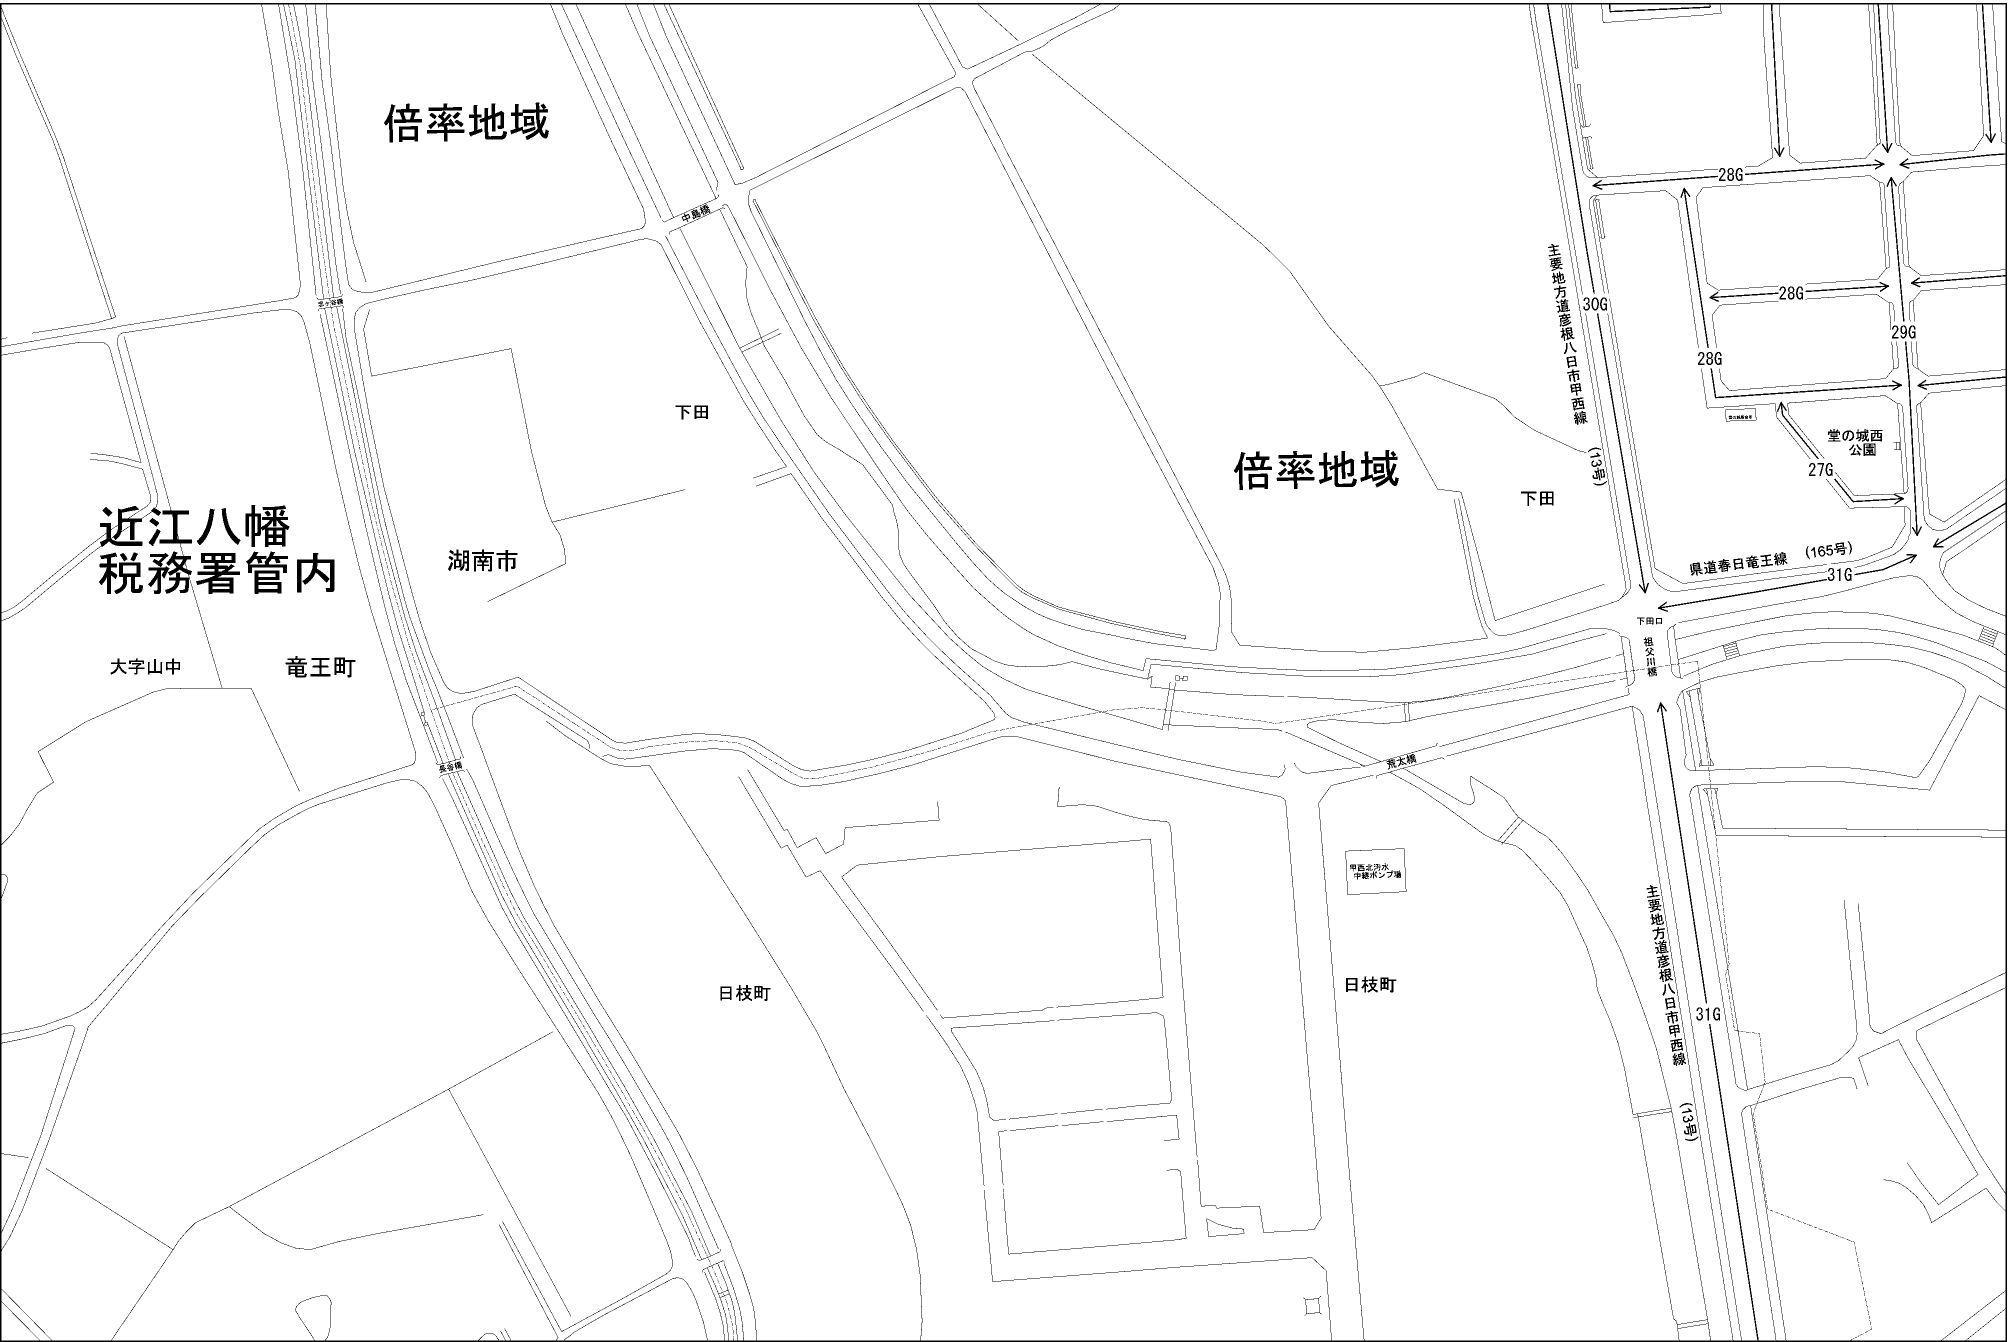 倍率地域
28G
中島橋
主要地方道彦根八日市甲西線
(13号)
30G
28G
29G
28G
下田
堂の城西
公園
27G
倍率地域
下田
近江八幡
税務署管内
湖南市
県道春日竜王線 (165号)
31G
下田口
祖父川橋
大字山中
竜王町
長谷橋
荒太橋
甲西北汚水
中継ポンプ場
日枝町
日枝町
主要地方道彦根八日市甲西線
(13号)
31G